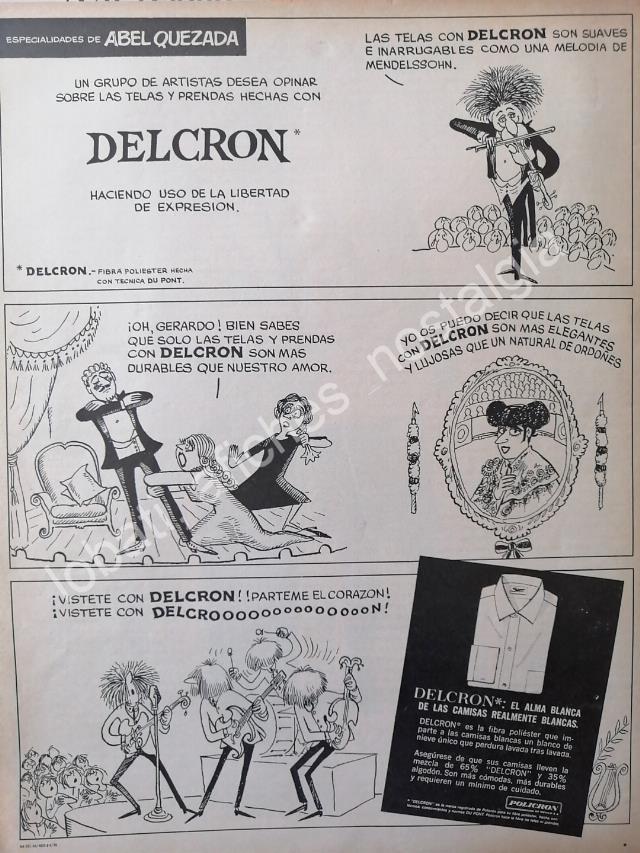 ESPECIALIDADES DE ABEL QUEZADA
UN GRUPO DE ARTISTAS DESEA OPINAR
SOBRE LAS TELAS Y PRENDAS HECHAS CON
DELCRON*
HACIENDO USO DE LA LIBERTAD
DE EXPRESION.
* DELCRON.- FIBRA POLIESTER HECHA
CON TECNICA DU PONT.
LAS TELAS CON DELCRON SON SUAVES
E INARRUGABLES COMO UNA MELODIA DE
MENDELSSOHN.
¡OH, GERARDO! BIEN SABES
QUE SOLO LAS TELAS Y PRENDAS
CON DELCRON SON MAS
DURABLES QUE NUESTRO AMOR.
YO OS PUEDO DECIR QUE LAS TELAS
CON DELCRON SON MAS ELEGANTES
Y LUJOSAS QUE UN NATURAL DE ORDOÑES
¡VISTETE CON DELCRON! ¡PARTEME EL CORAZON!
¡VISTETE CON DELCROOOOOOOOOOOOOOON!
DELCRON*: EL ALMA BLANCA
DE LAS CAMISAS REALMENTE BLANCAS.
DELCRON* es la fibra poliéster que im-
parte a las camisas blancas un blanco de
nieve único que perdura lavada tras lavada.
Asegúrese de que sus camisas lleven la
mezcla de 65% "DELCRON" y 35%
algodón. Son más cómodas, más durables
y requieren un mínimo de cuidado.
POLICRON
lobaturefiches_nostalgia